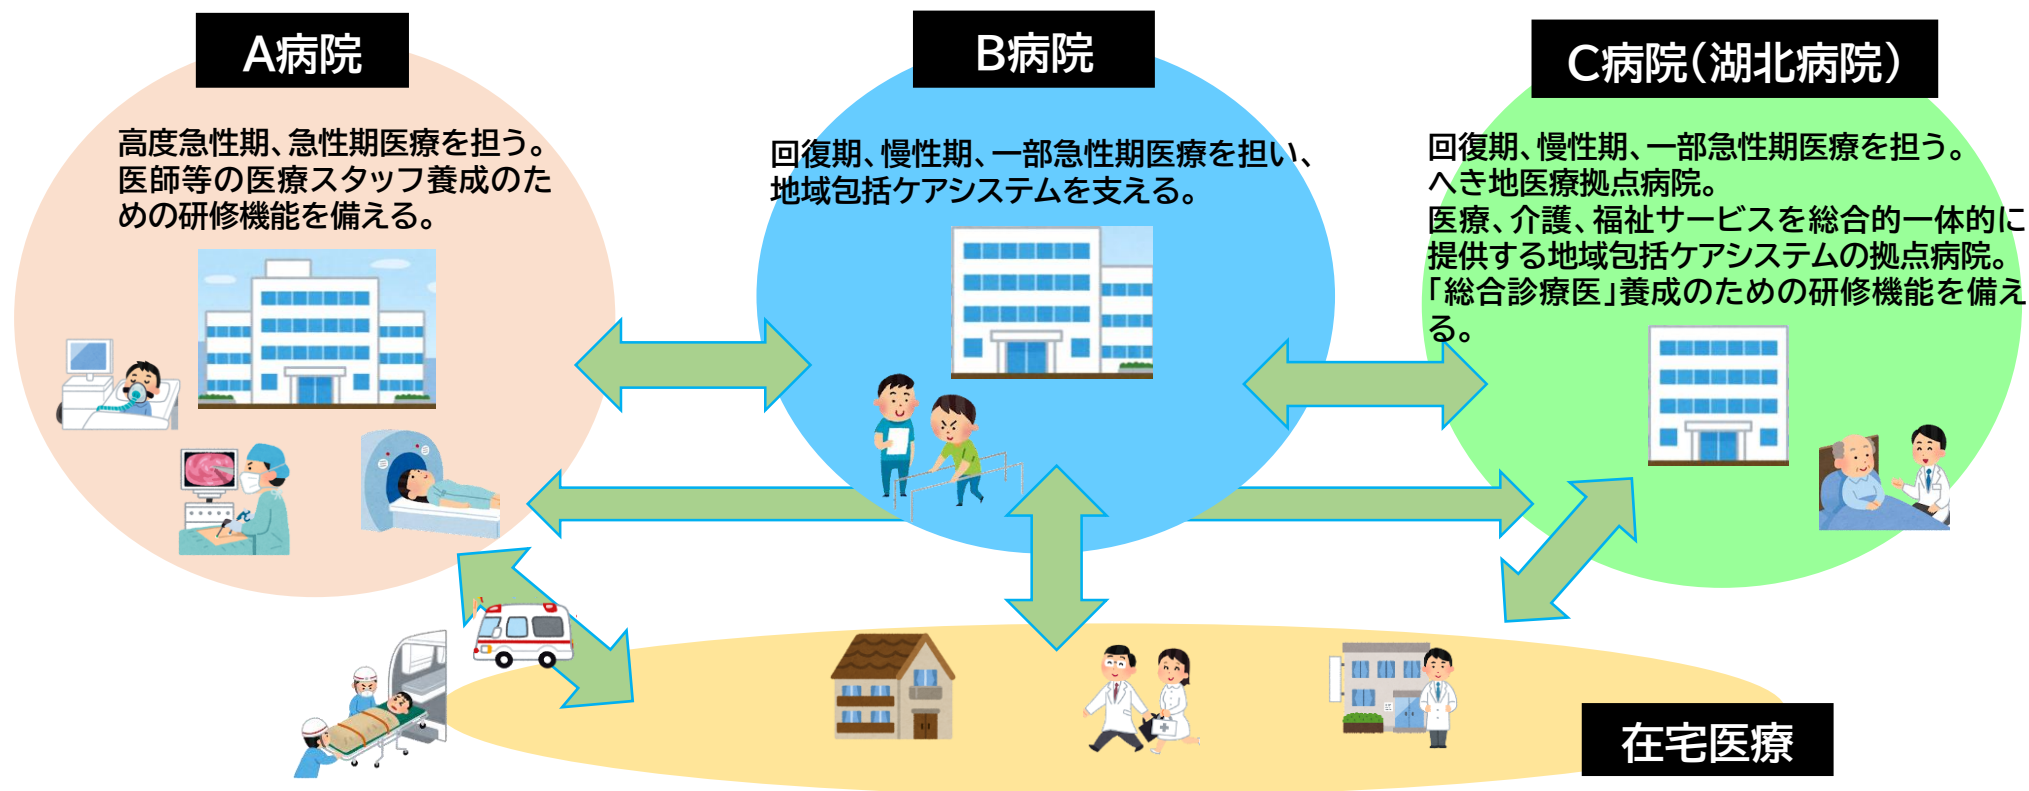 A病院
高度急性期、急性期医療を担う。
医師等の医療スタッフ養成のた
めの研修機能を備える。
B病院
回復期、慢性期、一部急性期医療を担い、
地域包括ケアシステムを支える。
C病院(湖北病院)
回復期、慢性期、一部急性期医療を担う。
へき地医療拠点病院。
医療、介護、福祉サービスを総合的一体的に
提供する地域包括ケアシステムの拠点病院。
「総合診療医」養成のための研修機能を備え
る。
在宅医療